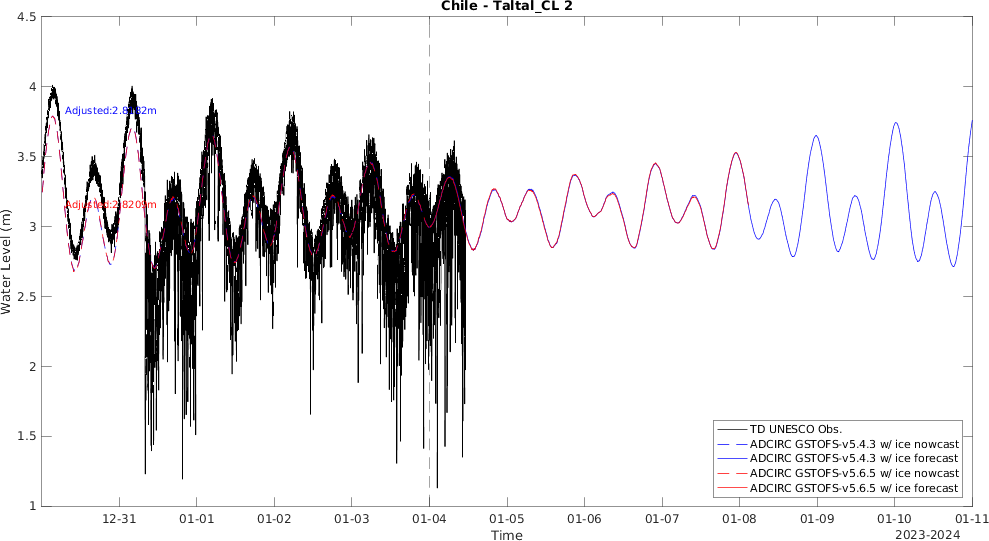 Chile - Taltal_CL 2
4.5
4
3.5
3
2.5
2
1.5
1
Water Level (m)
12-31
01-01
01-02
01-03
01-04
01-05
01-06
01-07
01-08
01-09
01-10
01-11
Time
2023-2024
TD UNESCO Obs.
ADCIRC GSTOFS-v5.4.3 w/ ice nowcast
ADCIRC GSTOFS-v5.4.3 w/ ice forecast
ADCIRC GSTOFS-v5.6.5 w/ ice nowcast
ADCIRC GSTOFS-v5.6.5 w/ ice forecast